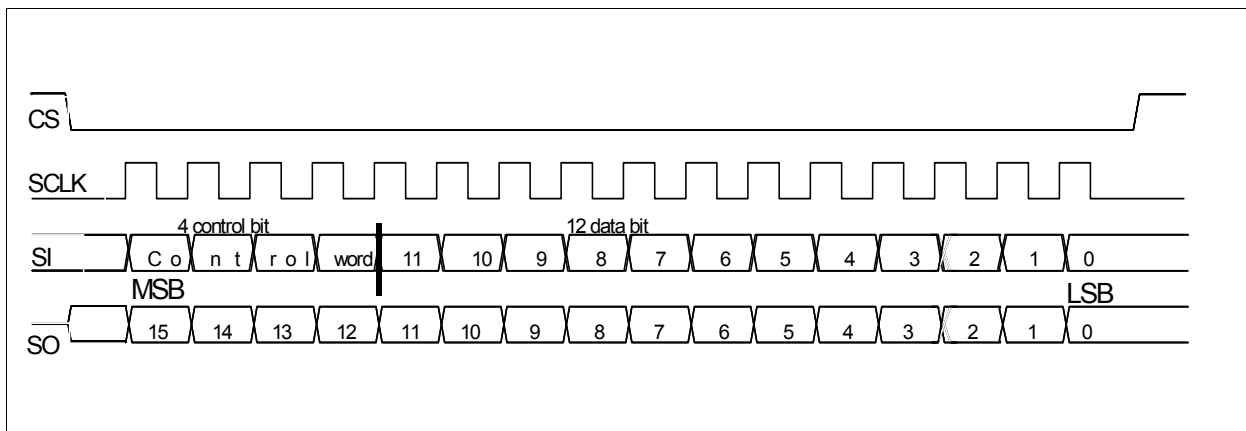 CS
SCLK
4 control bit 12 data bit
SI C o n t r o l word 11 10 9 8 7 6 5 4 3 2 1 0
MSB LSB
SO 15 14 13 12 11 10 9 8 7 6 5 4 3 2 1 0